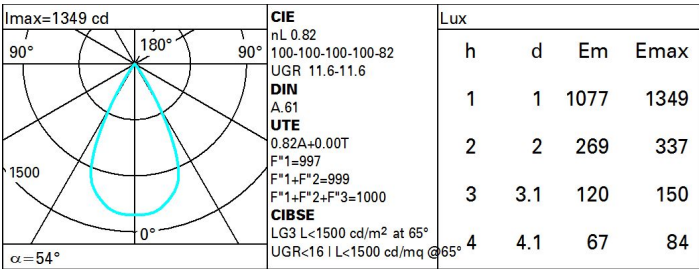 Imax=1349 cd
90°
180°
90°
1500
0°
α=54°
CIE
nL 0.82
100-100-100-100-82
UGR 11.6-11.6
DIN
A.61
UTE
0.82A+0.00T
F"1=997
F"1+F"2=999
F"1+F"2+F"3=1000
CIBSE
LG3 L<1500 cd/m² at 65°
UGR<16 | L<1500 cd/mq @65°
Lux
h d Em Emax
1 1 1077 1349
2 2 269 337
3 3.1 120 150
4 4.1 67 84